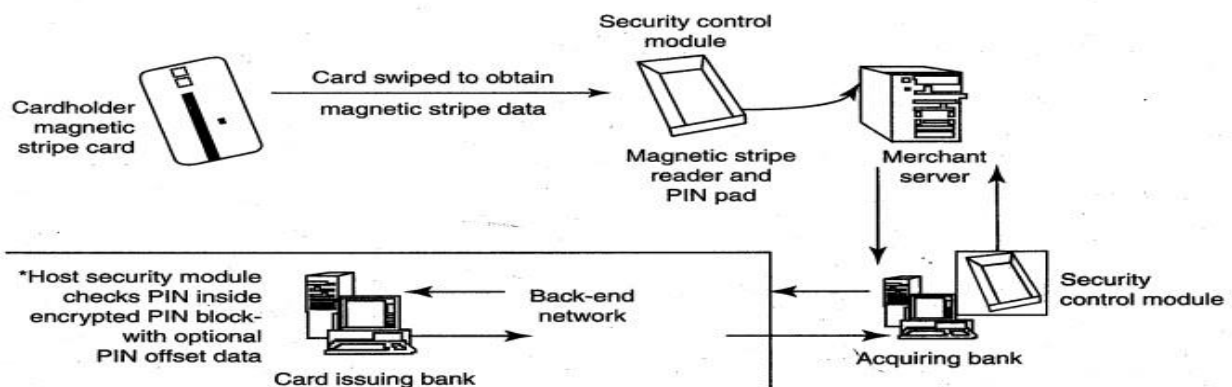 Security control
module
Card swiped to obtain
magnetic stripe data
Cardholder
magnetic
stripe card
Magnetic stripe
reader and
PIN pad
Merchant
server
*Host security module
checks PIN inside
encrypted PIN block-
with optional
PIN offset data
Back-end
network
Security
control module
Acquiring bank
Card issuing bank